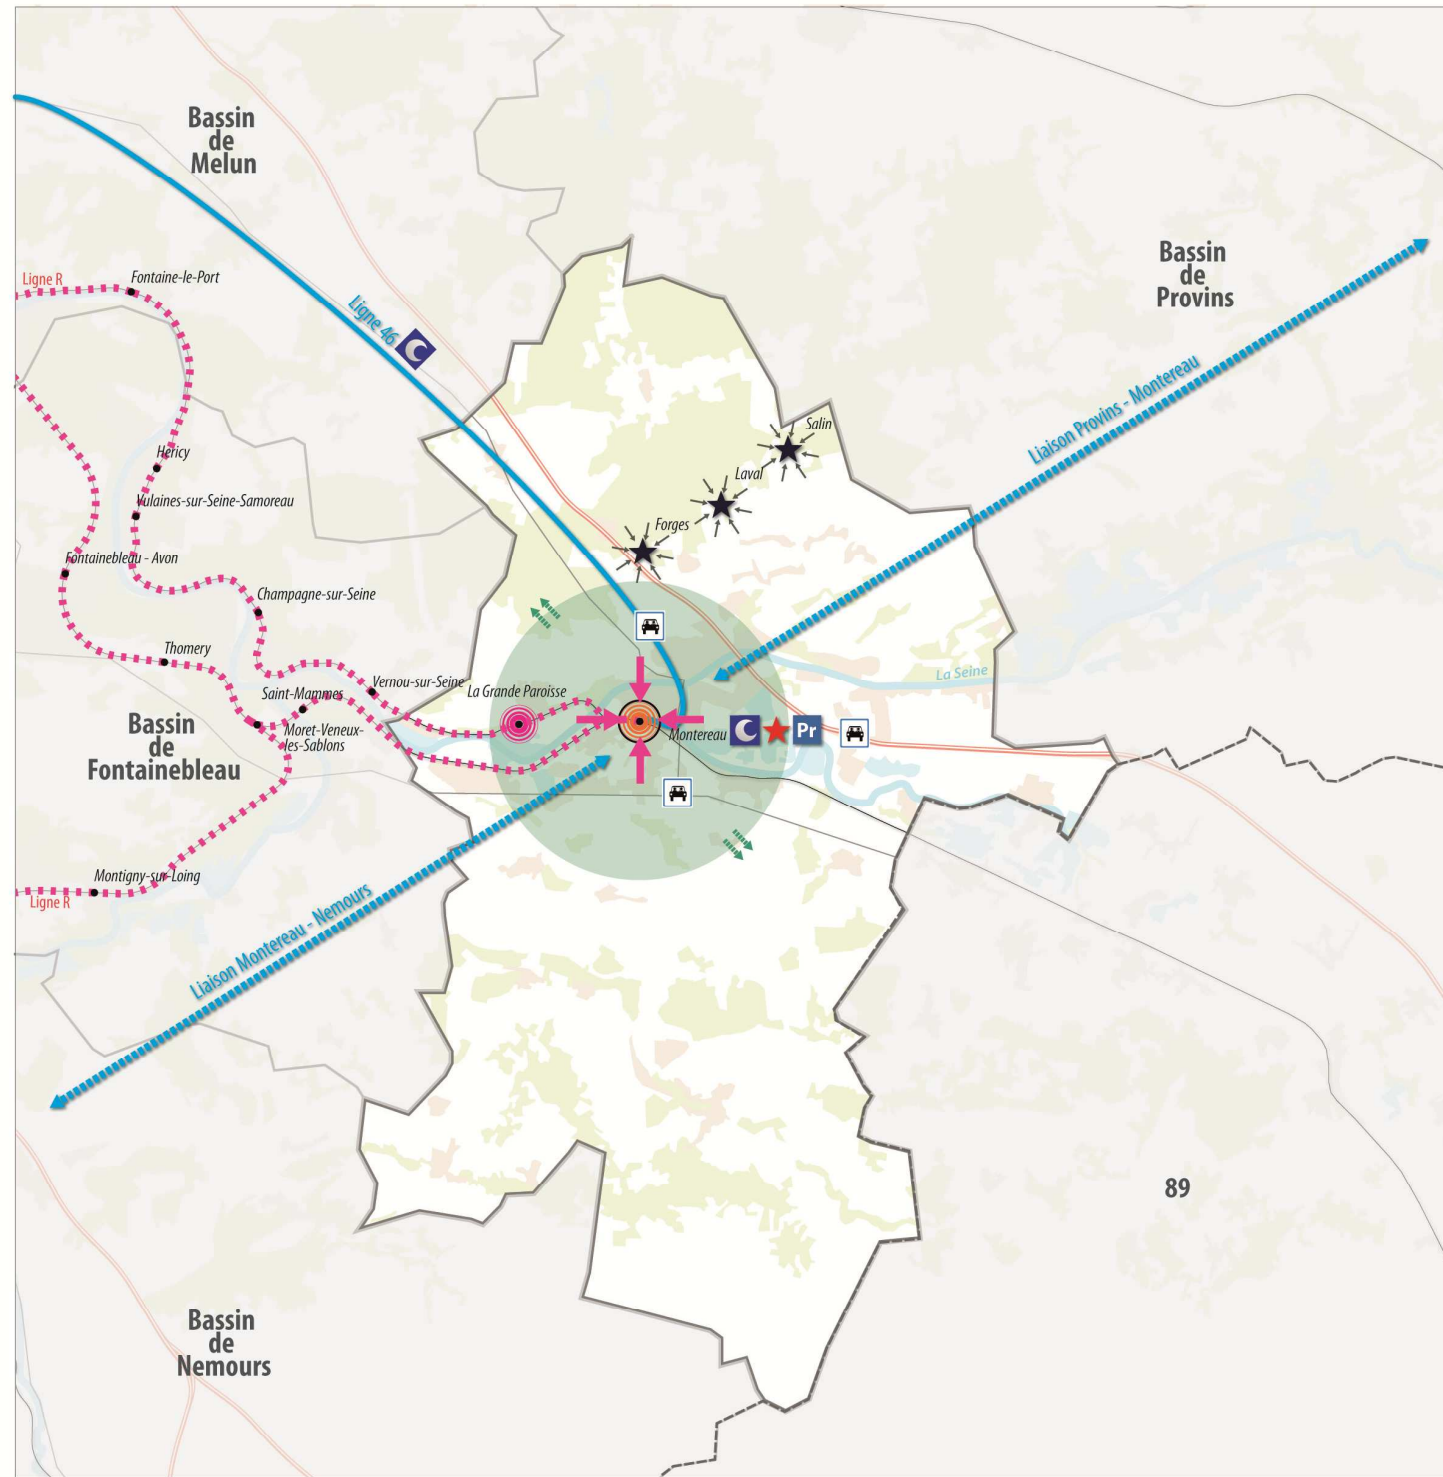 Bassin
de
Melun
Bassin
de
Provins
Ligne R
Fontaine-le-Port
Ligne 46
Liaison Provins - Montereau
Salin
Laval
Forges
Héricy
Vulaines-sur-Seine-Samoreau
Fontainebleau - Avon
Champagne-sur-Seine
Thomery
Vernou-sur-Seine
La Grande Paroisse
La Seine
Saint-Mammes
Moret-Veneux-
les-Sablons
Bassin
de
Fontainebleau
Montereau
Pr
Montigny-sur-Loing
Ligne R
Liaison Montereau - Nemours
89
Bassin
de
Nemours